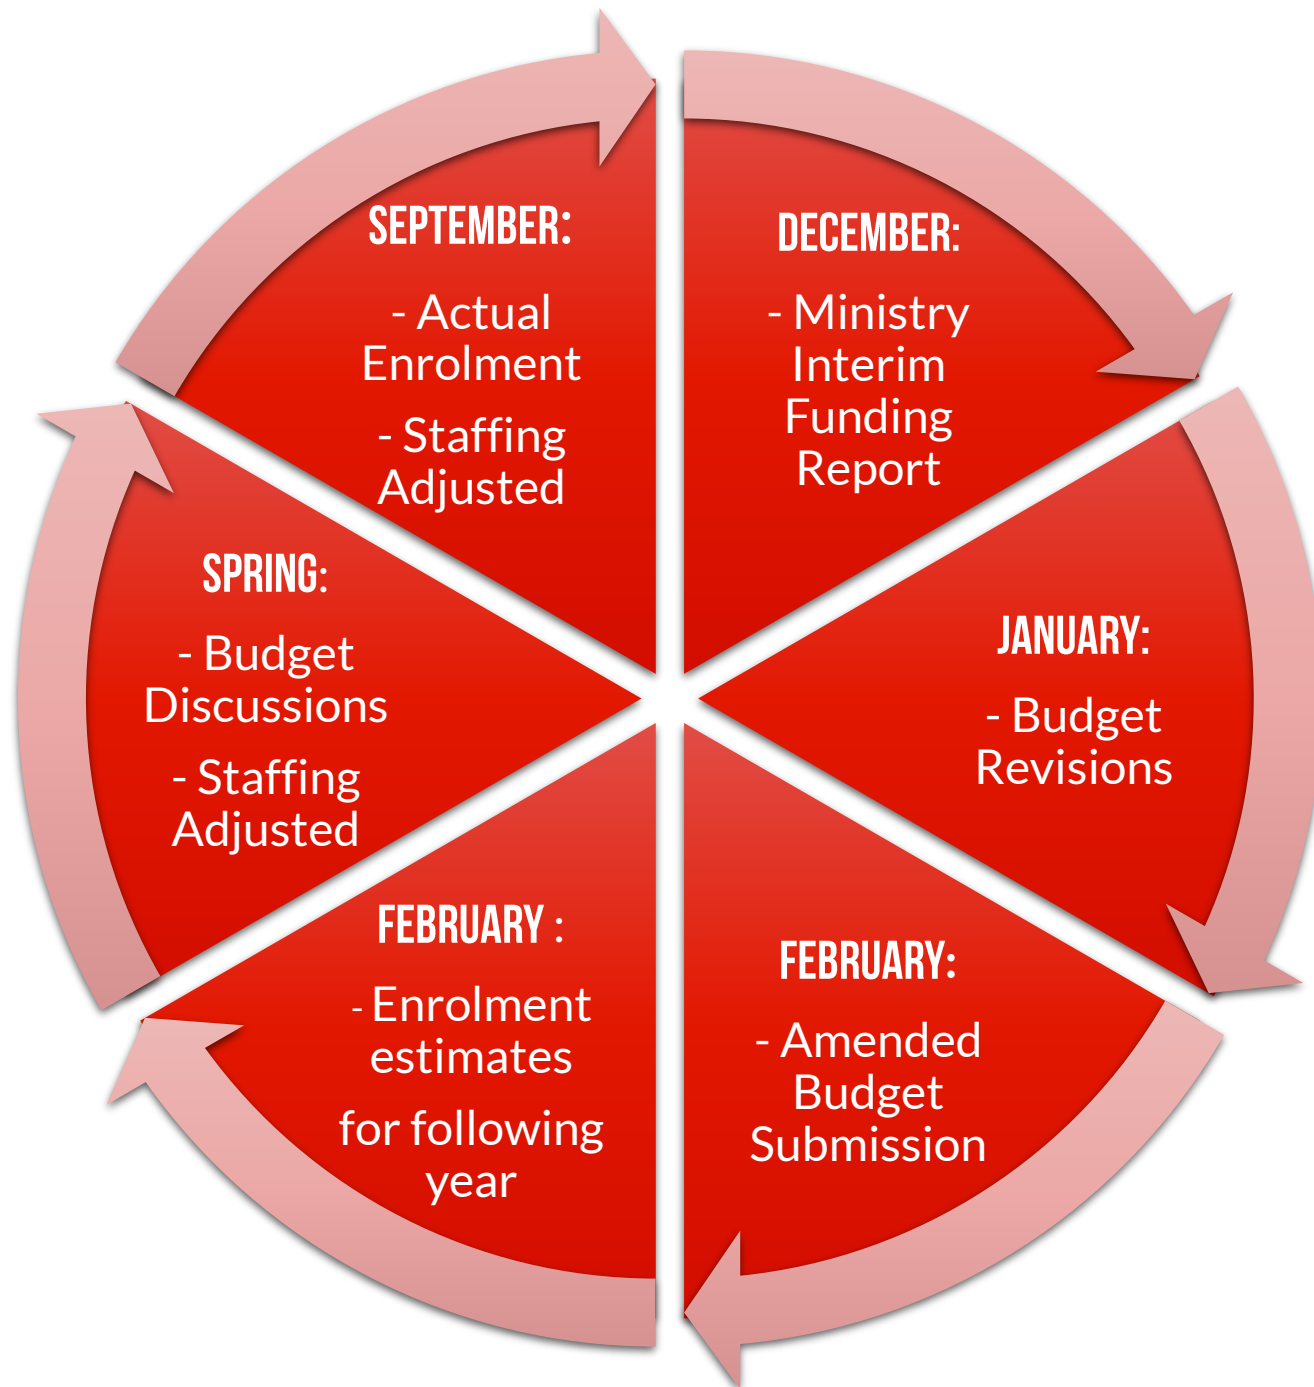 SEPTEMBER:
- Actual
Enrolment
- Staffing
Adjusted
DECEMBER:
- Ministry
Interim
Funding
Report
JANUARY:
- Budget
Revisions
FEBRUARY:
- Amended
Budget
Submission
FEBRUARY :
- Enrolment
estimates
for following
year
SPRING:
- Budget
Discussions
- Staffing
Adjusted